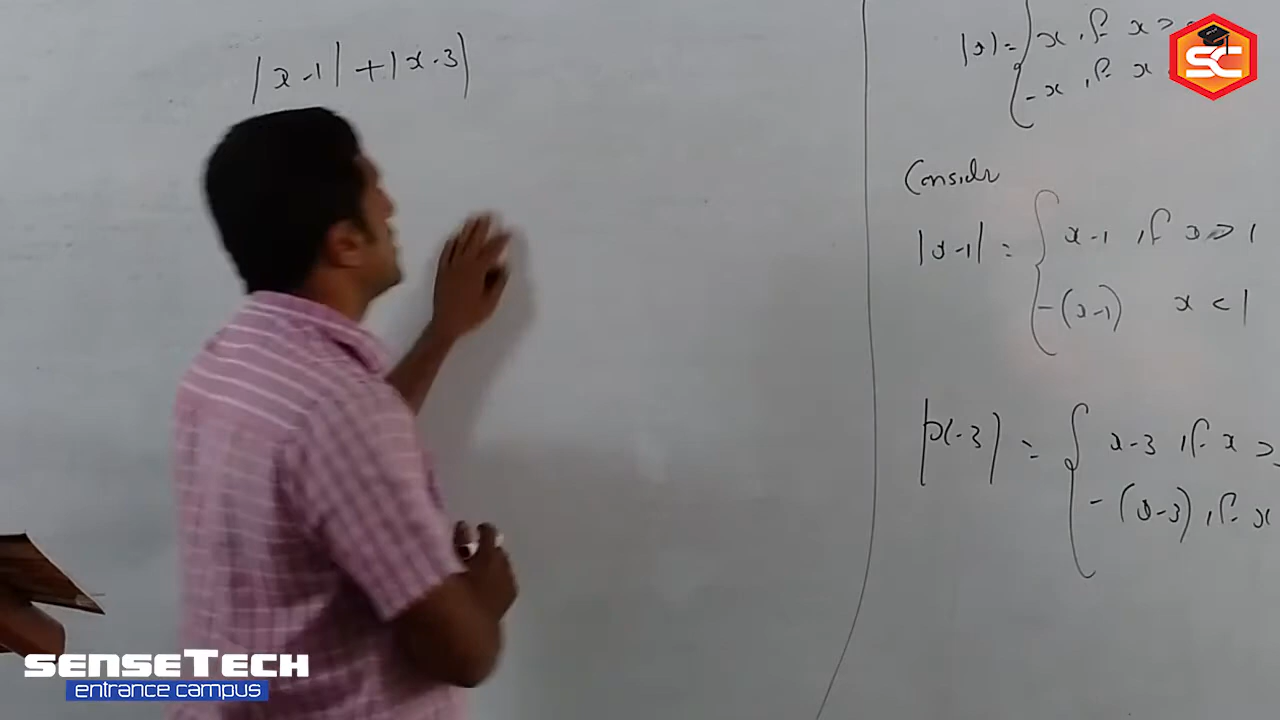 |x-1| + |x-3|
|x| = { x , if x >
-x , if x
Consider
|x-1| = { x-1 , if x > 1
-(x-1) x < 1
|x-3| = { x-3 , if x >
-(x-3) , if x
SC
SENSETECH
entrance campus